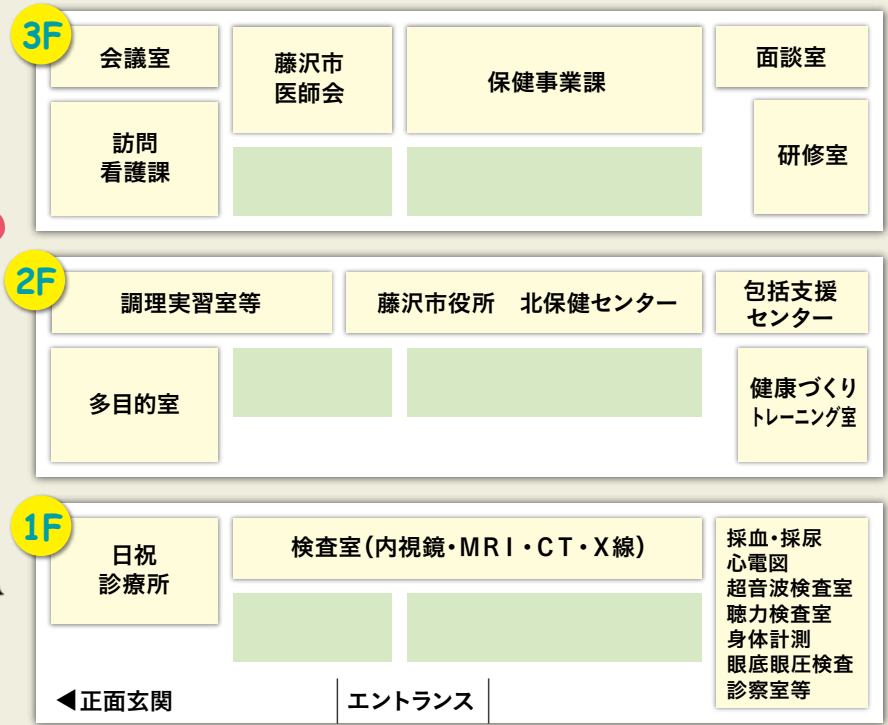 3F
会議室
藤沢市
医師会
保健事業課
面談室
訪問
看護課
研修室
2F
調理実習室等
藤沢市役所　北保健センター
包括支援
センター
多目的室
健康づくり
トレーニング室
1F
日祝
診療所
検査室（内視鏡・MRI・CT・X線）
採血・採尿
心電図
超音波検査室
聴力検査室
身体計測
眼底眼圧検査
診察室等
◀正面玄関
エントランス